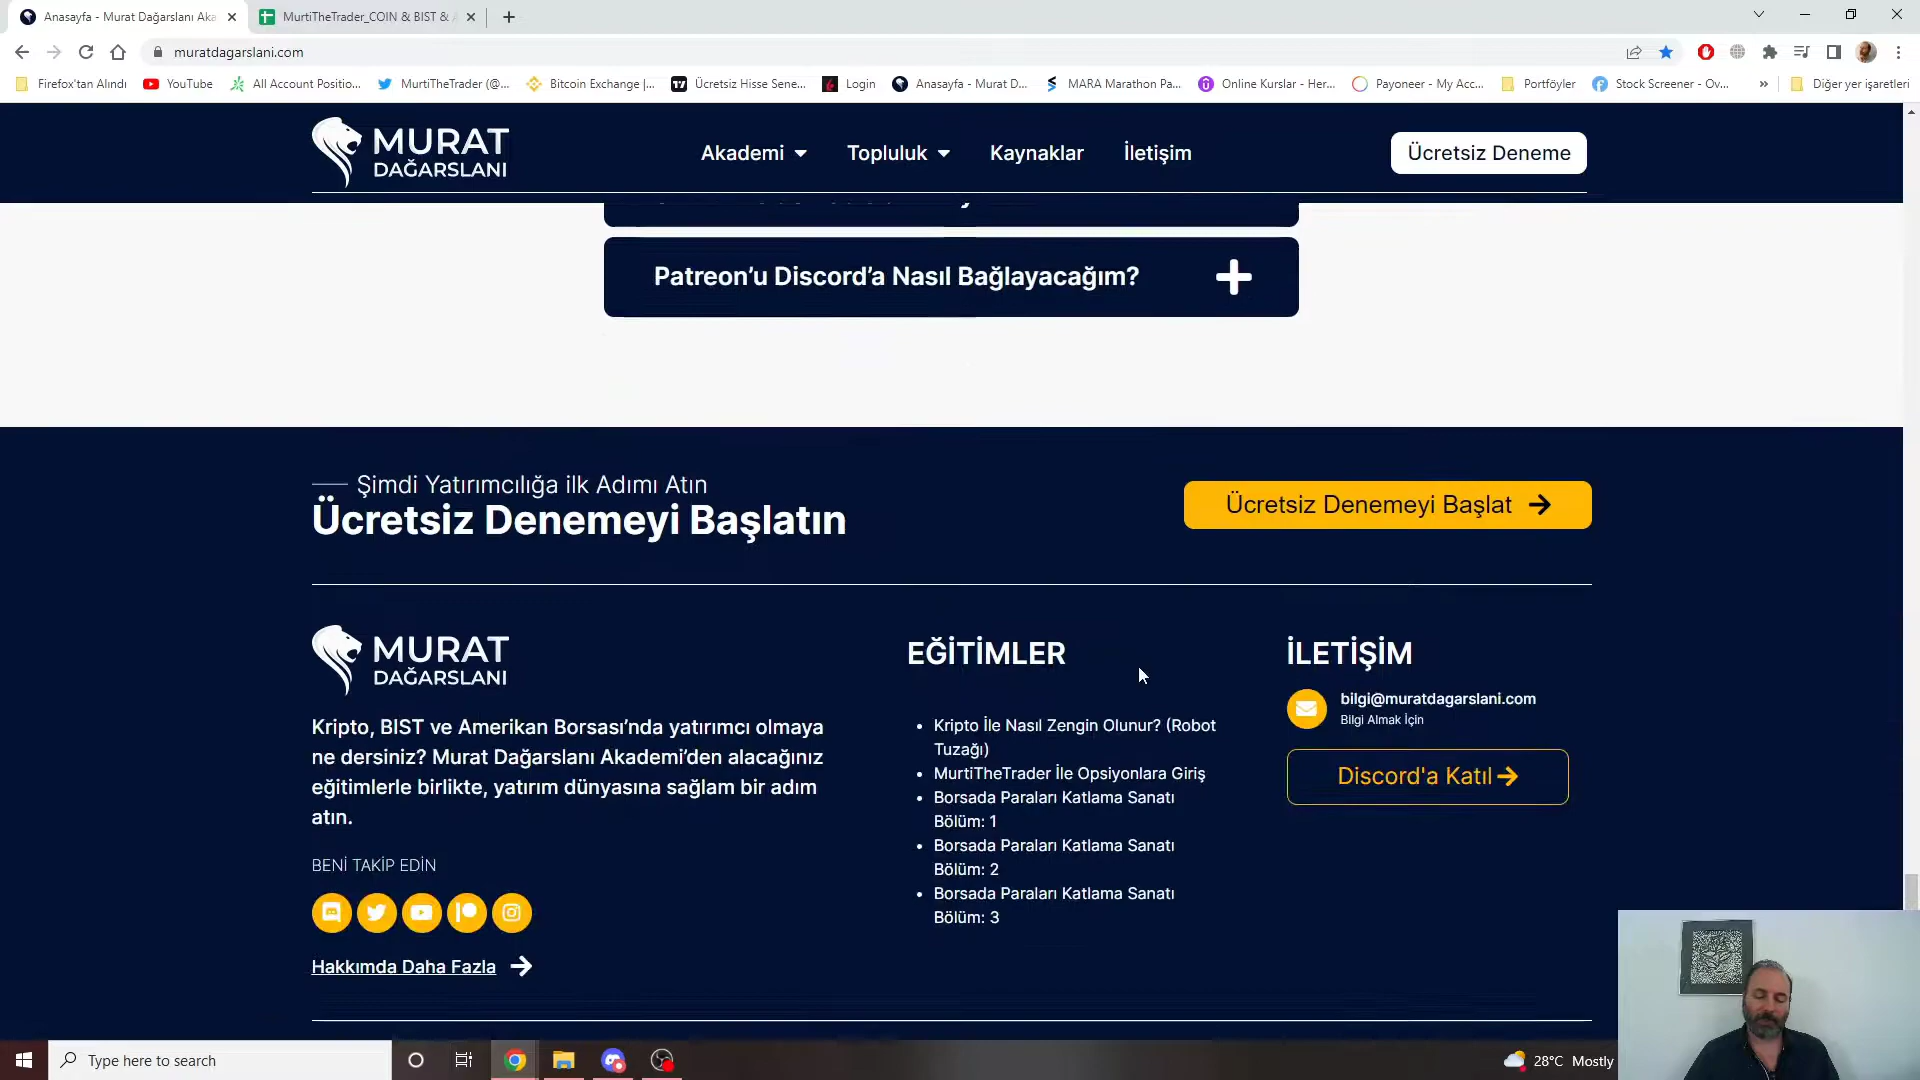 Anasayfa - Murat Dağarslanı Aka
MurtiTheTrader_COIN & BIST &
muratdagarslani.com
Firefox'tan Alındı
YouTube
All Account Positio...
MurtiTheTrader (@...
Bitcoin Exchange |...
Ücretsiz Hisse Sene...
Login
Anasayfa - Murat D...
MARA Marathon Pa...
Online Kurslar - Her...
Payoneer - My Acc...
Portföyler
Stock Screener - Ov...
»
Diğer yer işaretleri
MURAT
DAĞARSLANI
Akademi
Topluluk
Kaynaklar
İletişim
Ücretsiz Deneme
Patreon’u Discord’a Nasıl Bağlayacağım?
Şimdi Yatırımcılığa ilk Adımı Atın
Ücretsiz Denemeyi Başlatın
Ücretsiz Denemeyi Başlat
MURAT
DAĞARSLANI
Kripto, BIST ve Amerikan Borsası’nda yatırımcı olmaya
ne dersiniz? Murat Dağarslanı Akademi’den alacağınız
eğitimlerle birlikte, yatırım dünyasına sağlam bir adım
atın.
BENİ TAKİP EDİN
Hakkımda Daha Fazla
EĞİTİMLER
Kripto İle Nasıl Zengin Olunur? (Robot
Tuzağı)
MurtiTheTrader İle Opsiyonlara Giriş
Borsada Paraları Katlama Sanatı
Bölüm: 1
Borsada Paraları Katlama Sanatı
Bölüm: 2
Borsada Paraları Katlama Sanatı
Bölüm: 3
İLETİŞİM
bilgi@muratdagarslani.com
Bilgi Almak İçin
Discord'a Katıl
Type here to search
28°C Mostly